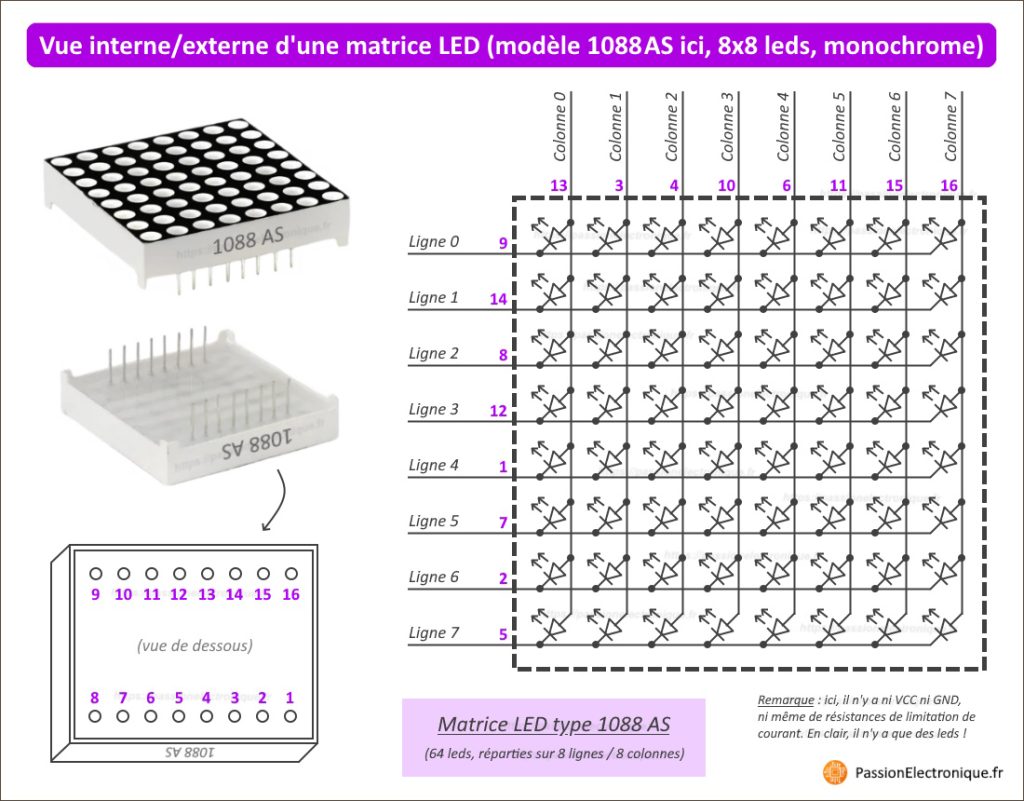 Vue interne/externe d'une matrice LED (modèle 1088AS ici, 8x8 leds, monochrome)
Colonne 0 Colonne 1 Colonne 2 Colonne 3 Colonne 4 Colonne 5 Colonne 6 Colonne 7
13 3 4 10 6 11 15 16
1088 AS
Ligne 0 9
Ligne 1 14
Ligne 2 8
Ligne 3 12
Ligne 4 1
Ligne 5 7
Ligne 6 2
Ligne 7 5
1088 AS
9 10 11 12 13 14 15 16
(vue de dessous)
8 7 6 5 4 3 2 1
1088 AS
Matrice LED type 1088 AS
(64 leds, réparties sur 8 lignes / 8 colonnes)
Remarque : ici, il n'y a ni VCC ni GND,
ni même de résistances de limitation de
courant. En clair, il n'y a que des leds !
PassionElectronique.fr